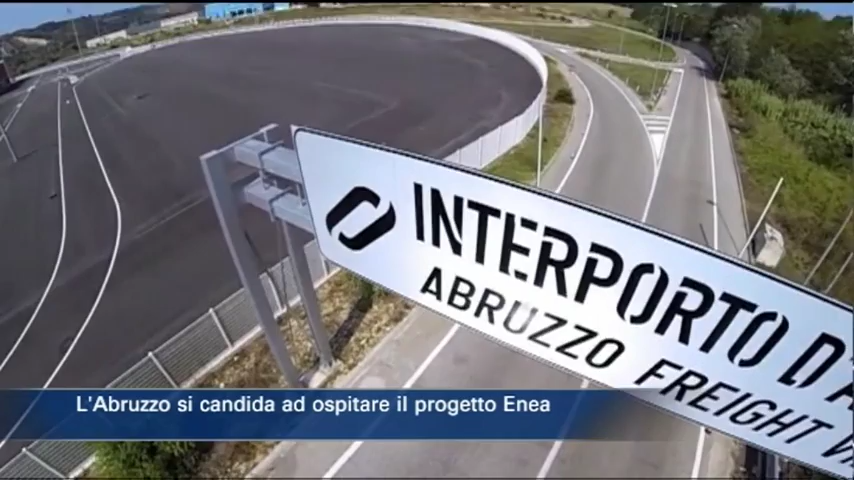 INTERPORTO
ABRUZZO FREIGHT
L'Abruzzo si candida ad ospitare il progetto Enea